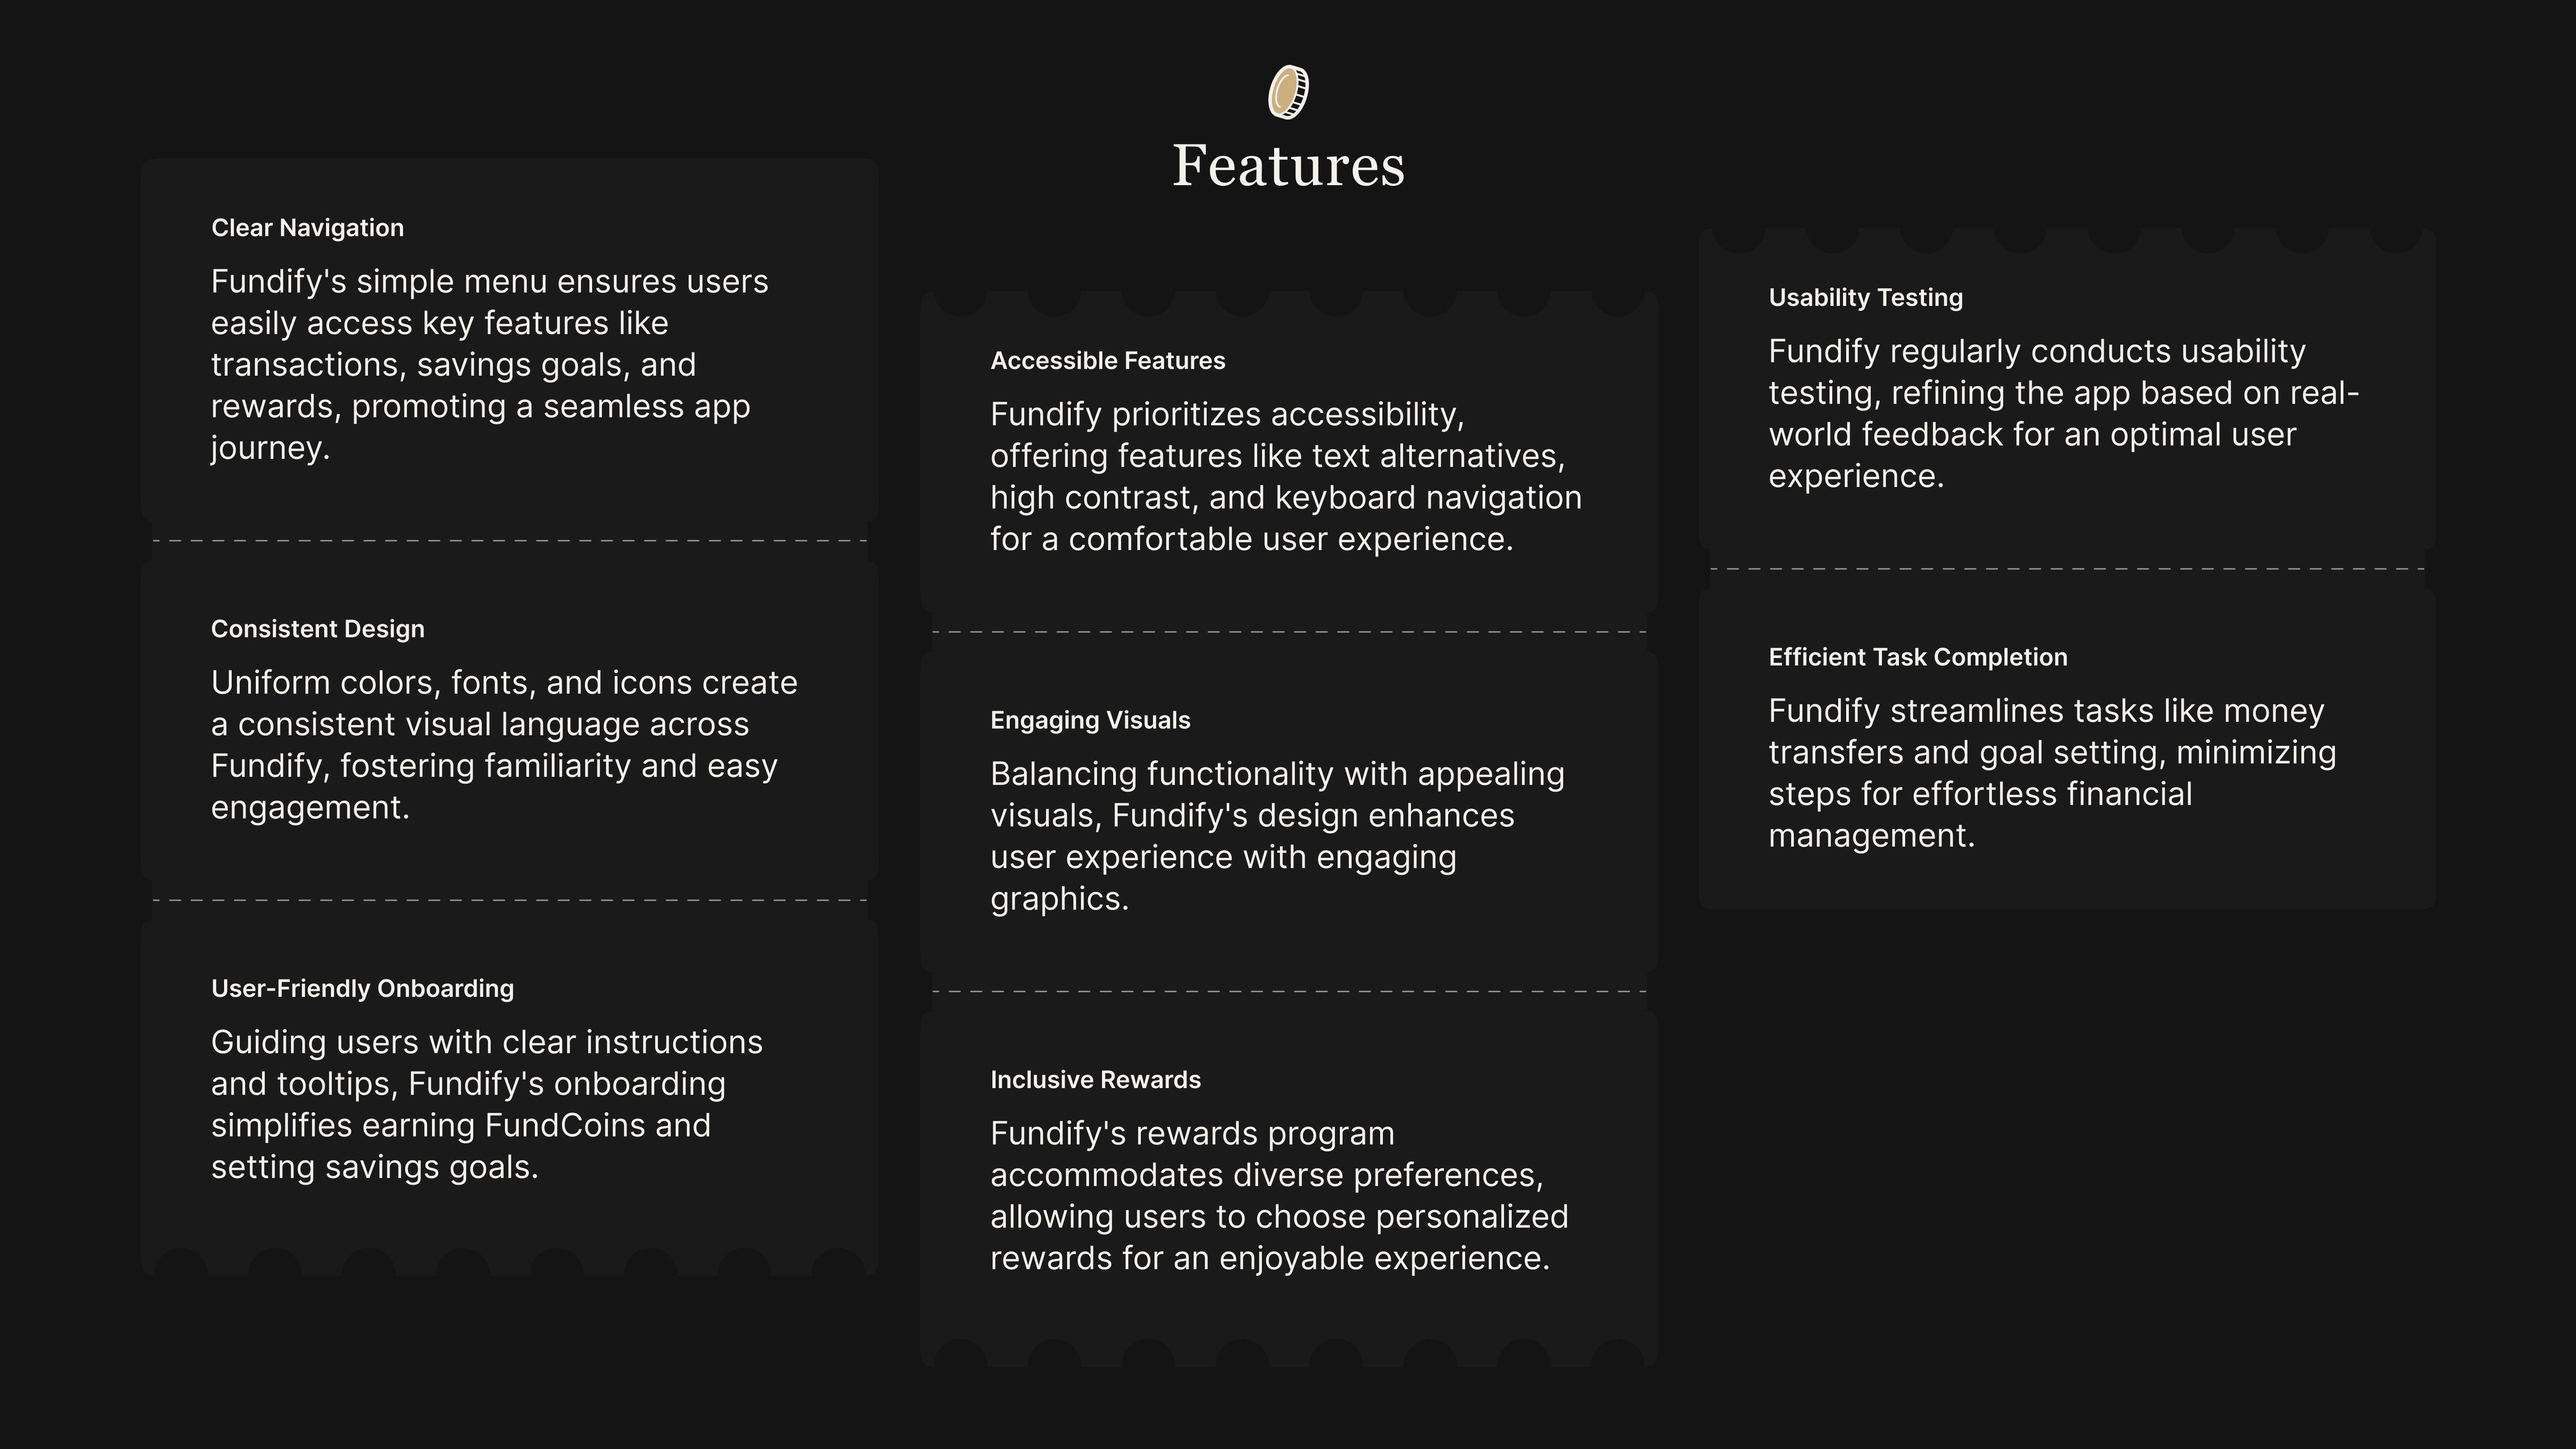 Features
Clear Navigation
Fundify's simple menu ensures users
easily access key features like
transactions, savings goals, and
rewards, promoting a seamless app
journey.
Consistent Design
Uniform colors, fonts, and icons create
a consistent visual language across
Fundify, fostering familiarity and easy
engagement.
User-Friendly Onboarding
Guiding users with clear instructions
and tooltips, Fundify's onboarding
simplifies earning FundCoins and
setting savings goals.
Accessible Features
Fundify prioritizes accessibility,
offering features like text alternatives,
high contrast, and keyboard navigation
for a comfortable user experience.
Engaging Visuals
Balancing functionality with appealing
visuals, Fundify's design enhances
user experience with engaging
graphics.
Inclusive Rewards
Fundify's rewards program
accommodates diverse preferences,
allowing users to choose personalized
rewards for an enjoyable experience.
Usability Testing
Fundify regularly conducts usability
testing, refining the app based on real-
world feedback for an optimal user
experience.
Efficient Task Completion
Fundify streamlines tasks like money
transfers and goal setting, minimizing
steps for effortless financial
management.